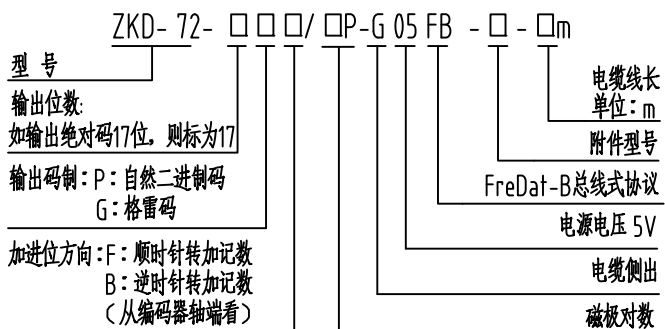 ZKD-72-□□□/□P-G05FB-□-□m
型 号
输出位数:
如输出绝对码17位，则标为17
输出码制：P：自然二进制码
G：格雷码
加进位方向：F：顺时针转加记数
B：逆时针转加记数
（从编码器轴端看）
电缆线长
单位：m
附件型号
FreDat-B总线式协议
电源电压 5V
电缆侧出
磁极对数